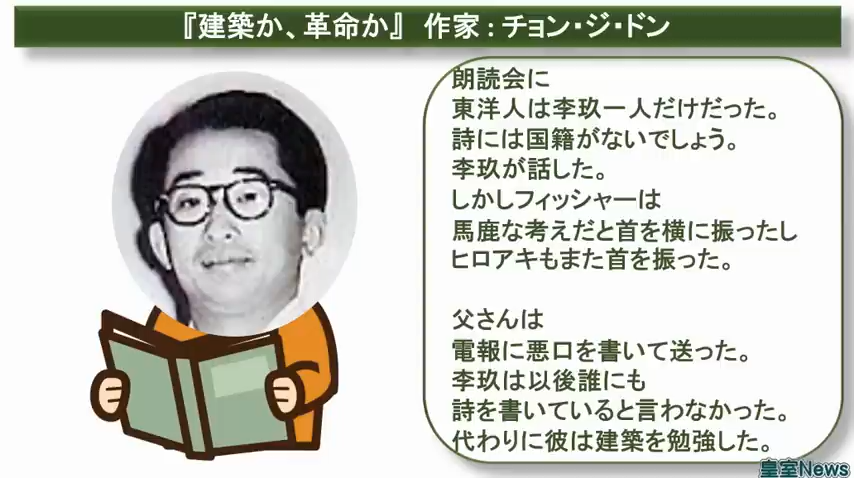 『建築か、革命か』　作家：チョン・ジ・ドン
朗読会に
東洋人は李玖一人だけだった。
詩には国籍がないでしょう。
李玖が話した。
しかしフィッシャーは
馬鹿な考えだと首を横に振ったし
ヒロアキもまた首を振った。
父さんは
電報に悪口を書いて送った。
李玖は以後誰にも
詩を書いていると言わなかった。
代わりに彼は建築を勉強した。
皇室News